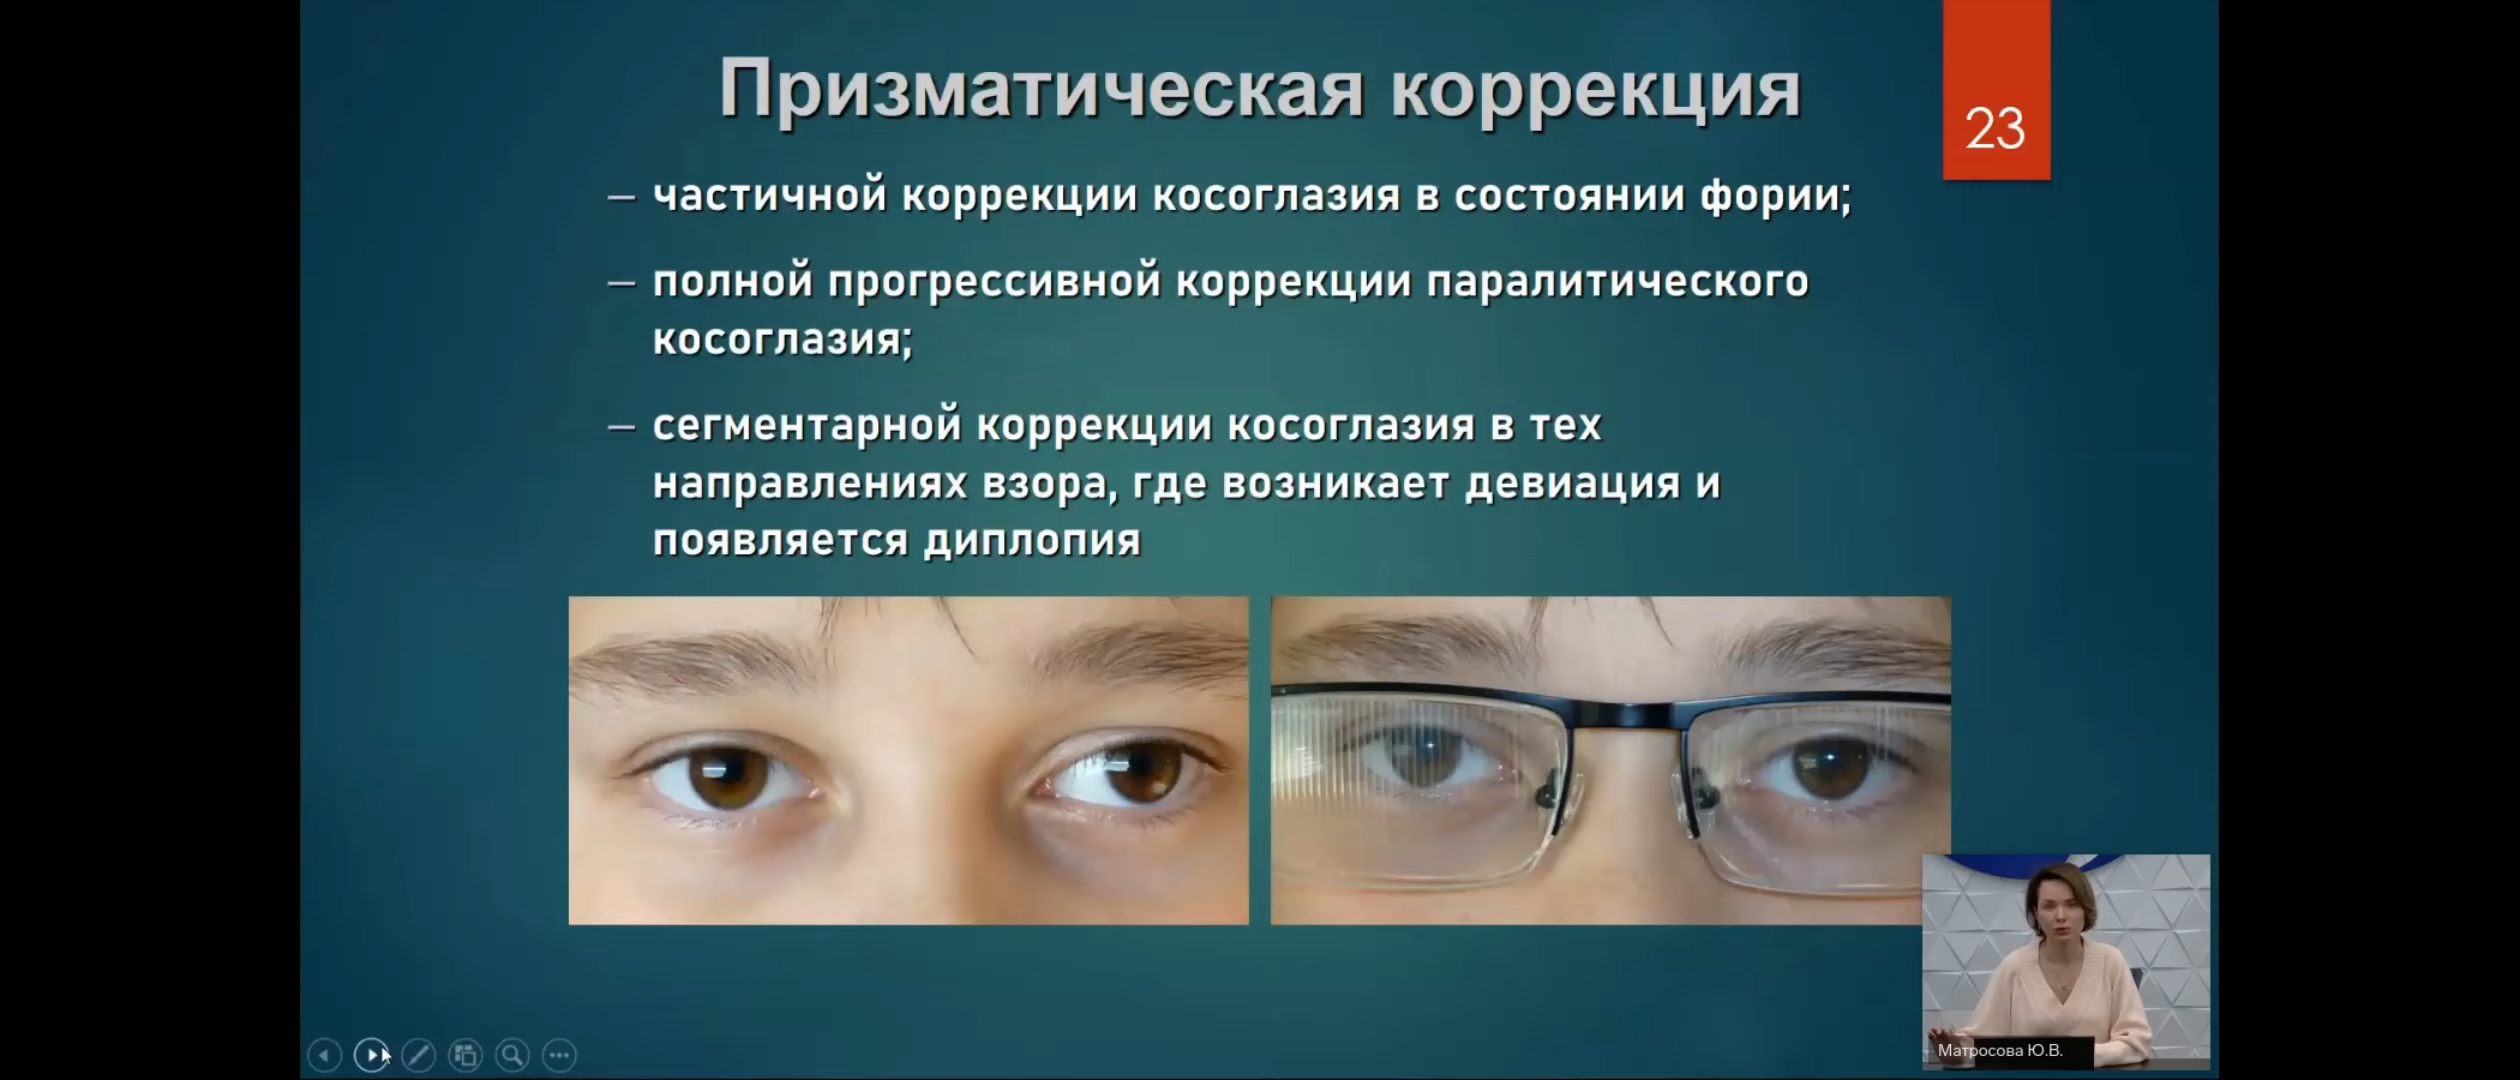 Призматическая коррекция
23
– частичной коррекции косоглазия в состоянии фории;
– полной прогрессивной коррекции паралитического
косоглазия;
– сегментарной коррекции косоглазия в тех
направлениях взора, где возникает девиация и
появляется диплопия
Матросова Ю.В.